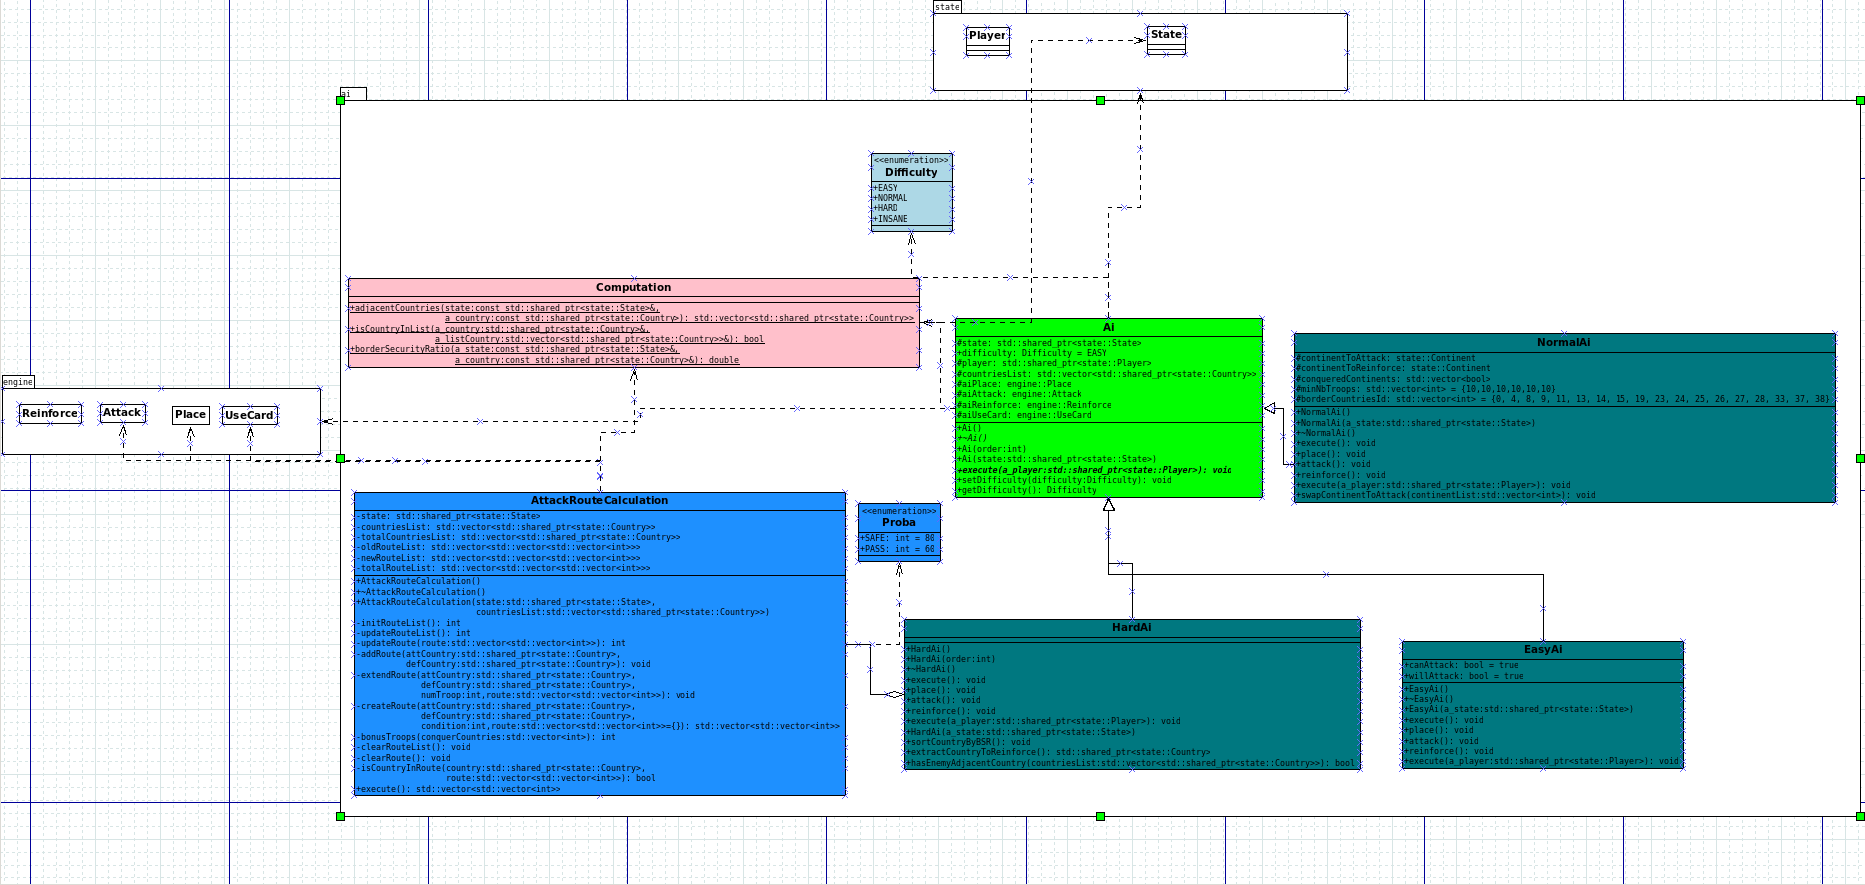 state
Player
State
ai
<<enumeration>>
Difficulty
+EASY
+NORMAL
+HARD
+INSANE
Computation
+adjacentCountries(state:const std::shared_ptr<state::State>&,
a_country:const std::shared_ptr<state::Country>): std::vector<std::shared_ptr<state::Country>>
+isCountryInList(a_country:std::shared_ptr<state::Country>&,
a_listCountry:std::vector<std::shared_ptr<state::Country>>&): bool
+borderSecurityRatio(a_state:const std::shared_ptr<state::State>&,
a_country:const std::shared_ptr<state::Country>&): double
engine
Reinforce
Attack
Place
UseCard
Ai
#state: std::shared_ptr<state::State>
+difficulty: Difficulty = EASY
#player: std::shared_ptr<state::Player>
#countriesList: std::vector<std::shared_ptr<state::Country>>
#aiPlace: engine::Place
#aiAttack: engine::Attack
#aiReinforce: engine::Reinforce
#aiUseCard: engine::UseCard
+Ai()
+~Ai()
+Ai(order:int)
+Ai(state:std::shared_ptr<state::State>)
+execute(a_player:std::shared_ptr<state::Player>): void
+setDifficulty(difficulty:Difficulty): void
+getDifficulty(): Difficulty
NormalAi
#continentToAttack: state::Continent
#continentToReinforce: state::Continent
#conqueredContinents: std::vector<bool>
#minNbTroops: std::vector<int> = {10,10,10,10,10,10}
#borderCountriesId: std::vector<int> = {0, 4, 8, 9, 11, 13, 14, 15, 19, 23, 24, 25, 26, 27, 28, 33, 37, 38}
+NormalAi()
+NormalAi(a_state:std::shared_ptr<state::State>)
+~NormalAi()
+execute(): void
+place(): void
+attack(): void
+reinforce(): void
+execute(a_player:std::shared_ptr<state::Player>): void
+swapContinentToAttack(continentList:std::vector<int>): void
AttackRouteCalculation
-state: std::shared_ptr<state::State>
-countriesList: std::vector<std::shared_ptr<state::Country>>
-totalCountriesList: std::vector<std::shared_ptr<state::Country>>
-oldRouteList: std::vector<std::vector<std::vector<int>>>
-newRouteList: std::vector<std::vector<std::vector<int>>>
-totalRouteList: std::vector<std::vector<std::vector<int>>>
+AttackRouteCalculation()
+~AttackRouteCalculation()
+AttackRouteCalculation(state:std::shared_ptr<state::State>,
countriesList:std::vector<std::shared_ptr<state::Country>>)
-initRouteList(): int
-updateRouteList(): int
-updateRoute(route:std::vector<std::vector<int>>): int
-addRoute(attCountry:std::shared_ptr<state::Country>,
defCountry:std::shared_ptr<state::Country>): void
-extendRoute(attCountry:std::shared_ptr<state::Country>,
defCountry:std::shared_ptr<state::Country>,
numTroop:int,route:std::vector<std::vector<int>>): void
-createRoute(attCountry:std::shared_ptr<state::Country>,
defCountry:std::shared_ptr<state::Country>,
condition:int,route:std::vector<std::vector<int>>={}): std::vector<std::vector<int>>
-bonusTroops(conquerCountries:std::vector<int>): int
-clearRouteList(): void
-clearRoute(): void
-isCountryInRoute(country:std::shared_ptr<state::Country>,
route:std::vector<std::vector<int>>): bool
+execute(): std::vector<std::vector<int>>
<<enumeration>>
Proba
+SAFE: int = 80
+PASS: int = 60
HardAi
+HardAi()
+HardAi(order:int)
+~HardAi()
+execute(): void
+place(): void
+attack(): void
+reinforce(): void
+execute(a_player:std::shared_ptr<state::Player>): void
+HardAi(a_state:std::shared_ptr<state::State>)
+sortCountryByBSR(): void
+extractCountryToReinforce(): std::shared_ptr<state::Country>
+hasEnemyAdjacentCountry(countriesList:std::vector<std::shared_ptr<state::Country>>): bool
EasyAi
+canAttack: bool = true
+willAttack: bool = true
+EasyAi()
+~EasyAi()
+EasyAi(a_state:std::shared_ptr<state::State>)
+execute(): void
+place(): void
+attack(): void
+reinforce(): void
+execute(a_player:std::shared_ptr<state::Player>): void